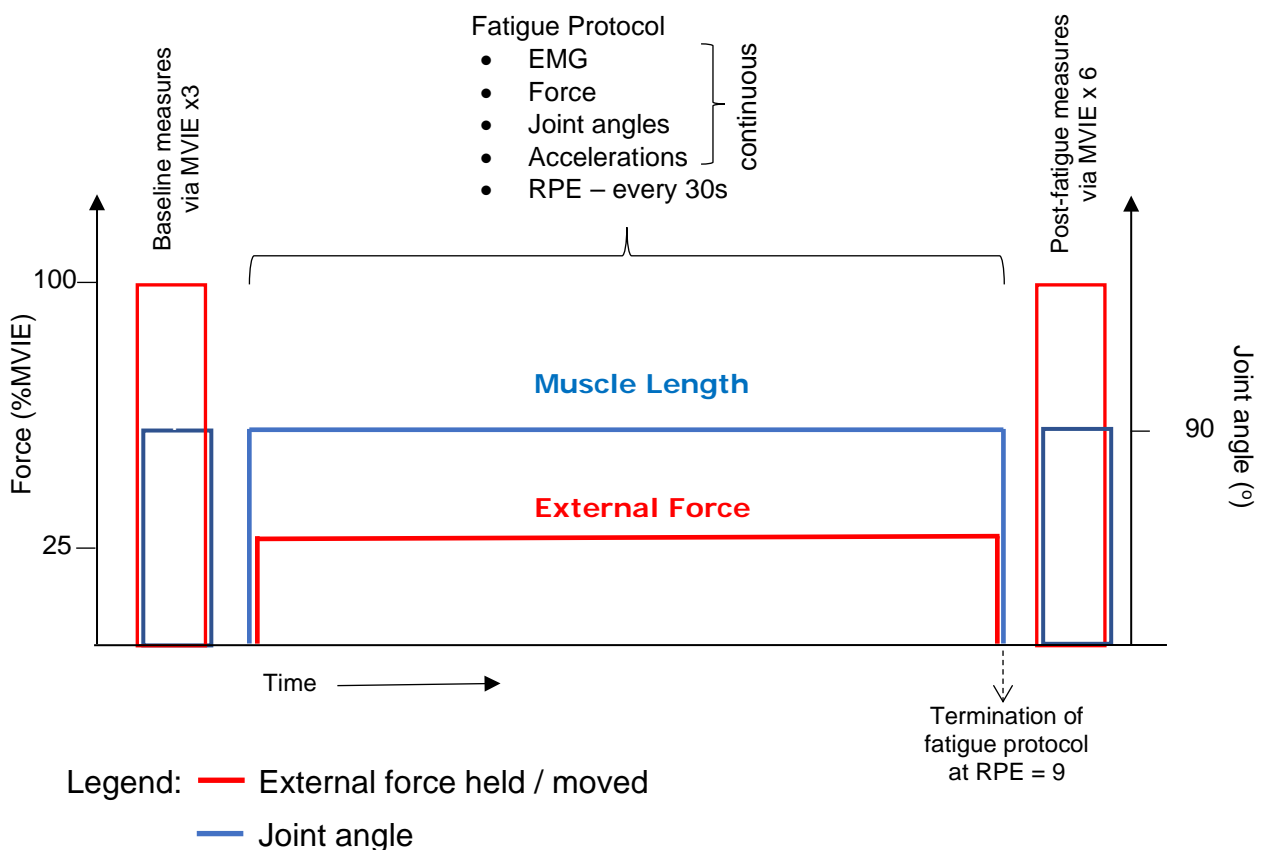 Fatigue Protocol
• EMG
• Force
• Joint angles
• Accelerations
• RPE – every 30s
continuous
Baseline measures
via MVIE x3
Post-fatigue measures
via MVIE x 6
100
25
Force (%MVIE)
Muscle Length
External Force
90
Joint angle (º)
Time
Termination of
fatigue protocol
at RPE = 9
Legend:
External force held / moved
Joint angle